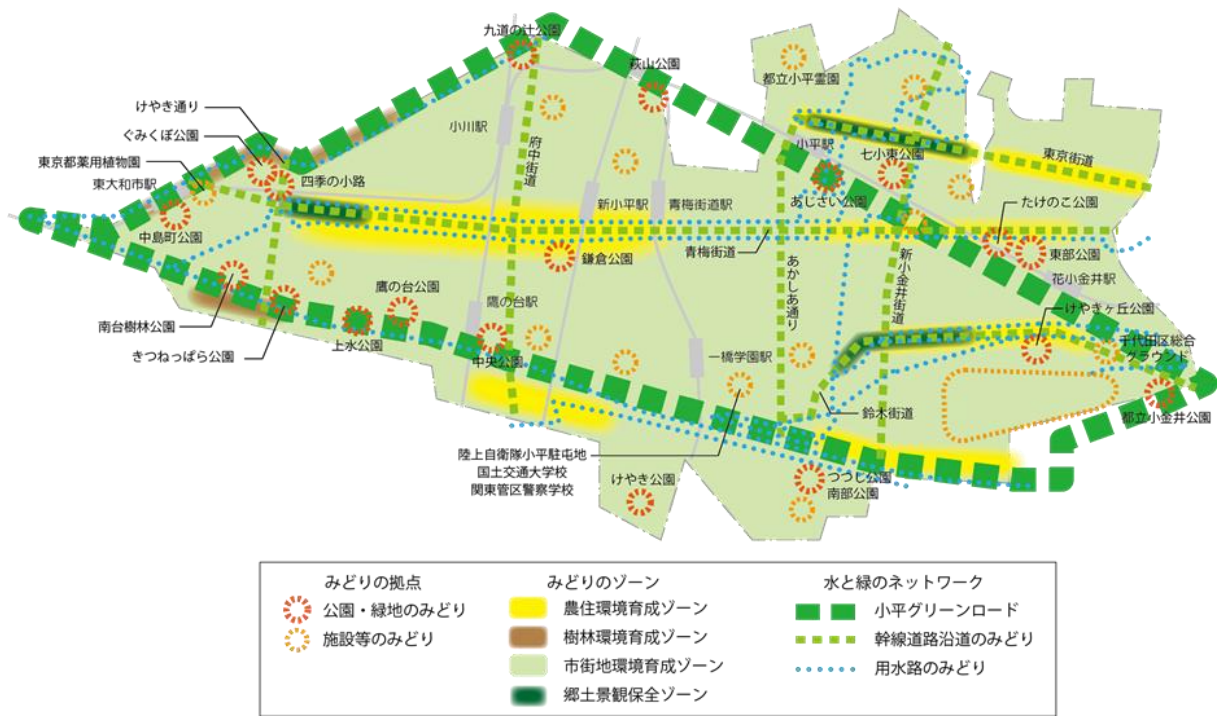 九道の辻公園
萩山公園
都立小平霊園
けやき通り
ぐみくぼ公園
東京都薬用植物園
東大和市駅
四季の小路
小川駅
府中街道
小平駅
七小東公園
東京街道
中島町公園
新小平駅
青梅街道駅
あじさい公園
たけのこ公園
鎌倉公園
青梅街道
東部公園
あかしあ通り
新小金井街道
花小金井駅
南台樹林公園
鷹の台公園
鷹の台駅
けやきヶ丘公園
きつねっぱら公園
上水公園
中央公園
一橋学園駅
千代田区総合
グラウンド
鈴木街道
都立小金井公園
陸上自衛隊小平駐屯地
国土交通大学校
関東管区警察学校
けやき公園
つつじ公園
南部公園
みどりの拠点
公園・緑地のみどり
施設等のみどり
みどりのゾーン
農住環境育成ゾーン
樹林環境育成ゾーン
市街地環境育成ゾーン
郷土景観保全ゾーン
水と緑のネットワーク
小平グリーンロード
幹線道路沿道のみどり
用水路のみどり